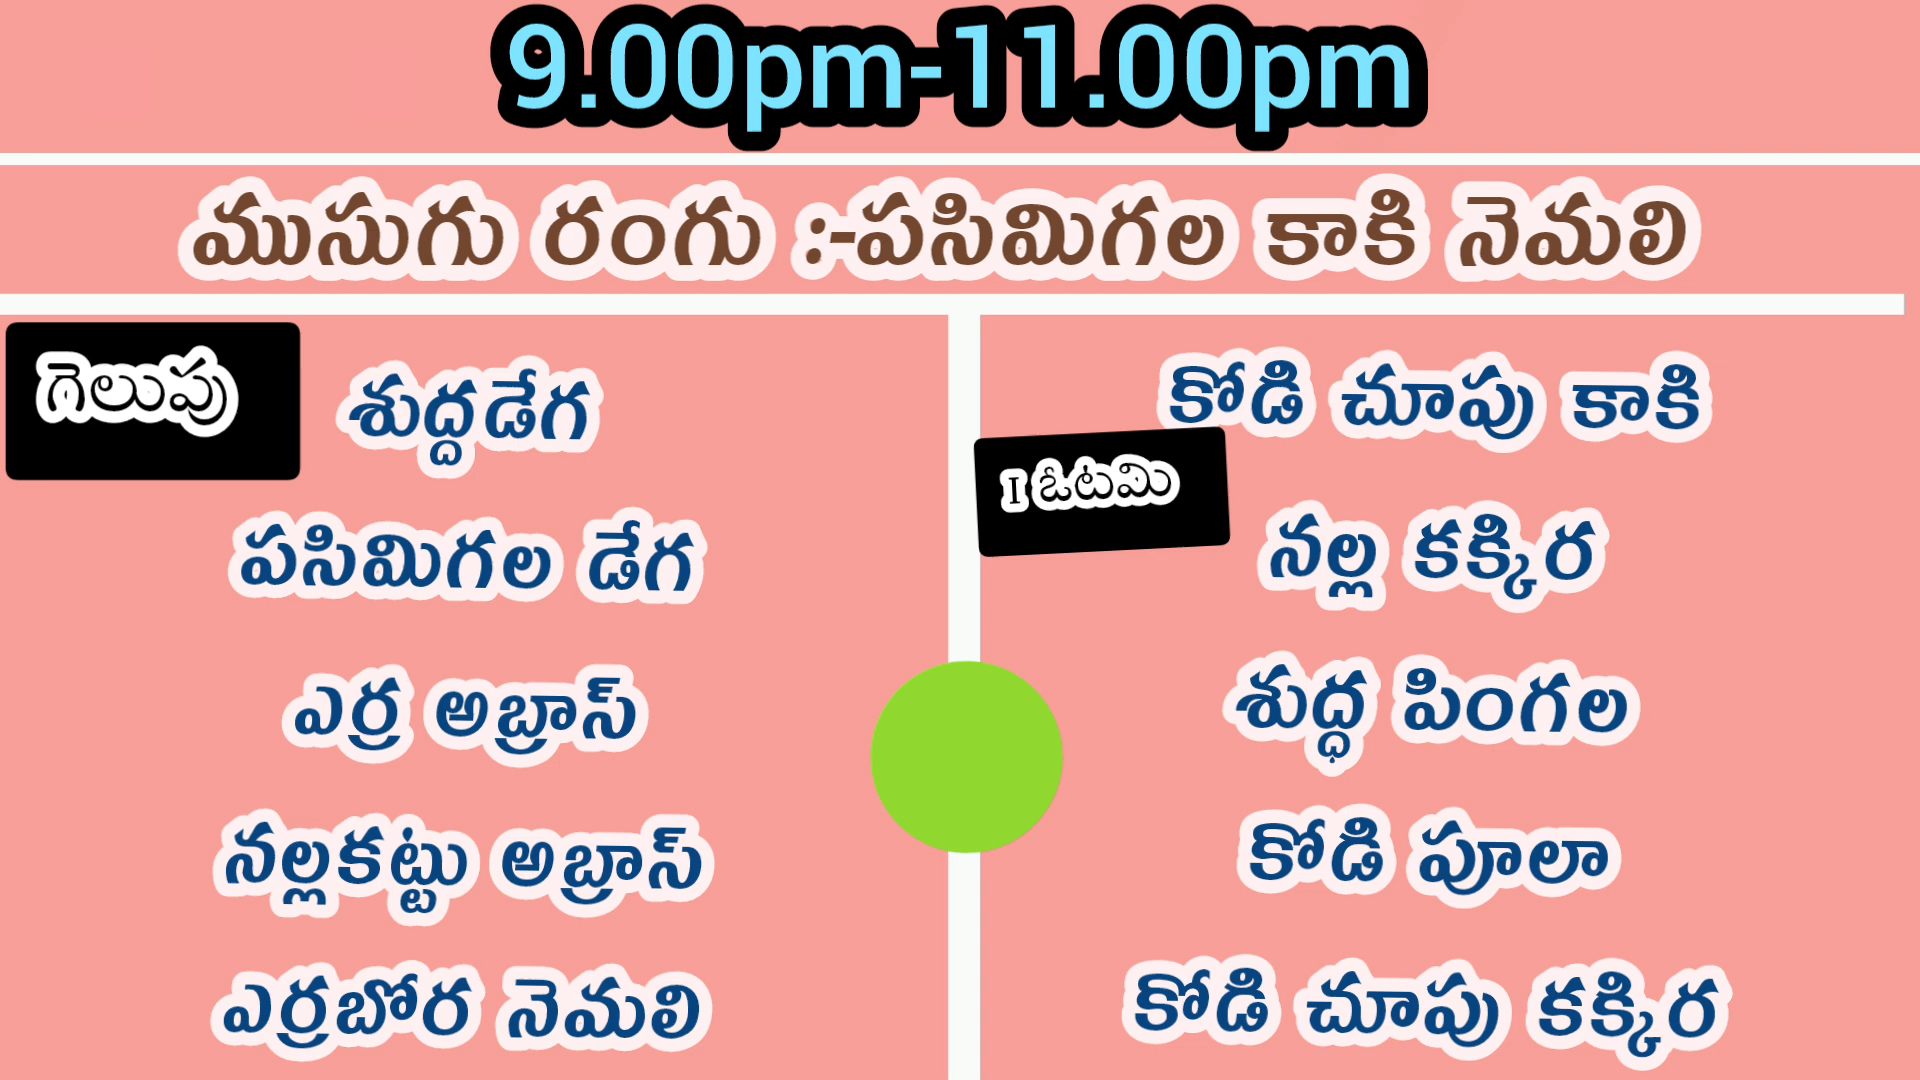 9.00pm-11.00pm
ముసుగు రంగు :-పసిమిగల కాకి నెమలి
గెలుపు
శుద్దడేగ
పసిమిగల డేగ
ఎర్ర అబ్రాస్
నల్లకట్టు అబ్రాస్
ఎర్రబోర నెమలి
కోడి చూపు కాకి
I ఓటమి
నల్ల కక్కిర
శుద్ధ పింగల
కోడి పూలా
కోడి చూపు కక్కిర